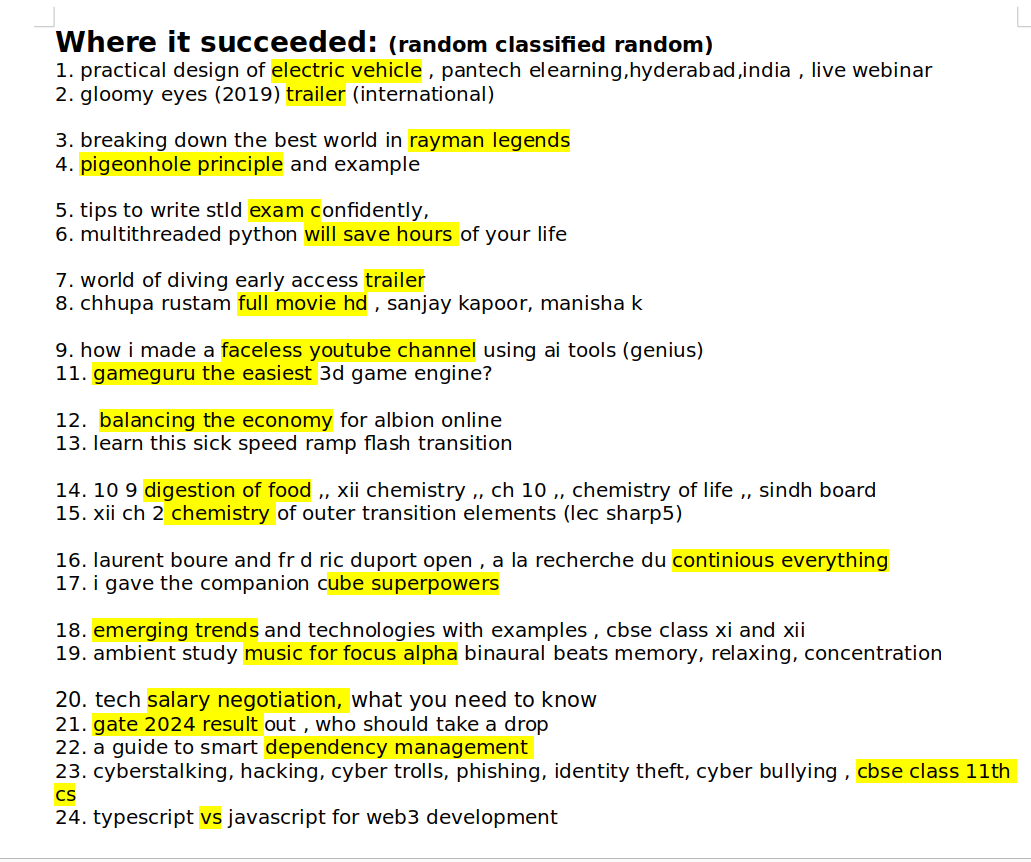 Where it succeeded: (random classified random)
1. practical design of electric vehicle , pantech elearning,hyderabad,india , live webinar
2. gloomy eyes (2019) trailer (international)
3. breaking down the best world in rayman legends
4. pigeonhole principle and example
5. tips to write stld exam confidently,
6. multithreaded python will save hours of your life
7. world of diving early access trailer
8. chhupa rustam full movie hd , sanjay kapoor, manisha k
9. how i made a faceless youtube channel using ai tools (genius)
11. gameguru the easiest 3d game engine?
12.  balancing the economy for albion online
13. learn this sick speed ramp flash transition
14. 10 9 digestion of food ,, xii chemistry ,, ch 10 ,, chemistry of life ,, sindh board
15. xii ch 2 chemistry of outer transition elements (lec sharp5)
16. laurent boure and fr d ric duport open , a la recherche du continious everything
17. i gave the companion cube superpowers
18. emerging trends and technologies with examples , cbse class xi and xii
19. ambient study music for focus alpha binaural beats memory, relaxing, concentration
20. tech salary negotiation, what you need to know
21. gate 2024 result out , who should take a drop
22. a guide to smart dependency management
23. cyberstalking, hacking, cyber trolls, phishing, identity theft, cyber bullying , cbse class 11th
cs
24. typescript vs javascript for web3 development